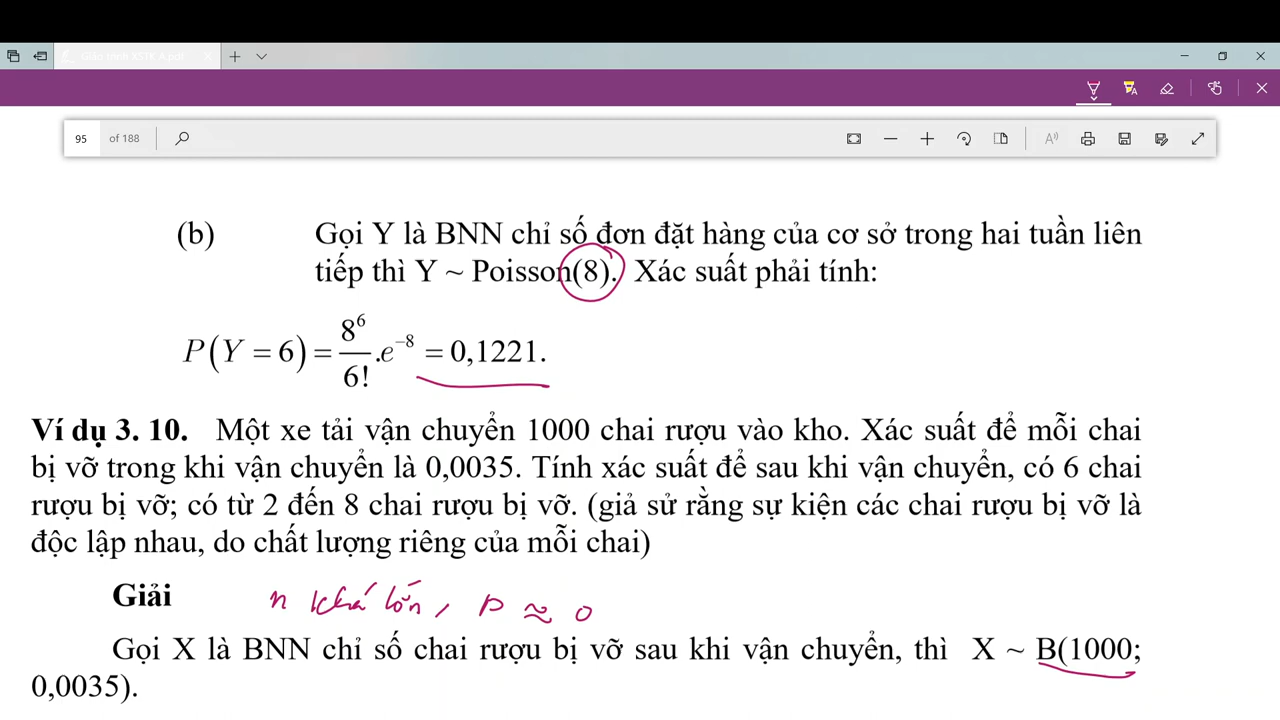 Giáo trình XSTK A.pdf
95 of 188
(b) Gọi Y là BNN chỉ số đơn đặt hàng của cơ sở trong hai tuần liên
tiếp thì Y ~ Poisson(8). Xác suất phải tính:
P(Y = 6) = 8^6/6! .e^−8 = 0,1221.
Ví dụ 3. 10. Một xe tải vận chuyển 1000 chai rượu vào kho. Xác suất để mỗi chai
bị vỡ trong khi vận chuyển là 0,0035. Tính xác suất để sau khi vận chuyển, có 6 chai
rượu bị vỡ; có từ 2 đến 8 chai rượu bị vỡ. (giả sử rằng sự kiện các chai rượu bị vỡ là
độc lập nhau, do chất lượng riêng của mỗi chai)
Giải n khá lớn, p ≈ 0
Gọi X là BNN chỉ số chai rượu bị vỡ sau khi vận chuyển, thì X ~ B(1000;
0,0035).